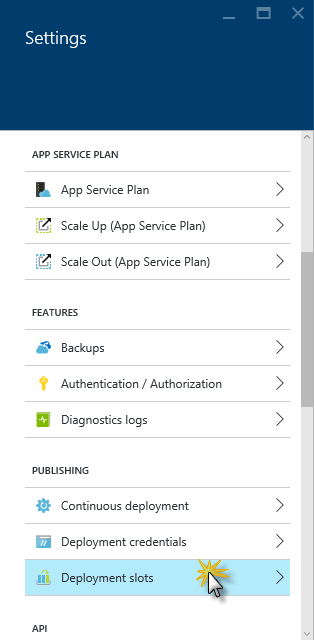 Settings
APP SERVICE PLAN
App Service Plan
Scale Up (App Service Plan)
Scale Out (App Service Plan)
FEATURES
Backups
Authentication / Authorization
Diagnostics logs
PUBLISHING
Continuous deployment
Deployment credentials
Deployment slots
API